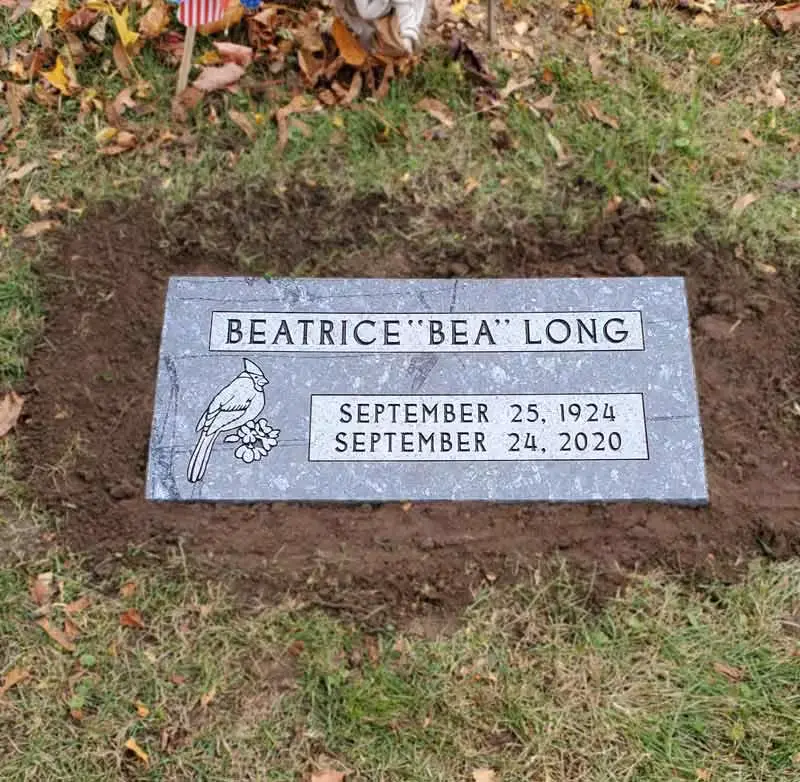 BEATRICE "BEA" LONG
SEPTEMBER 25, 1924
SEPTEMBER 24, 2020